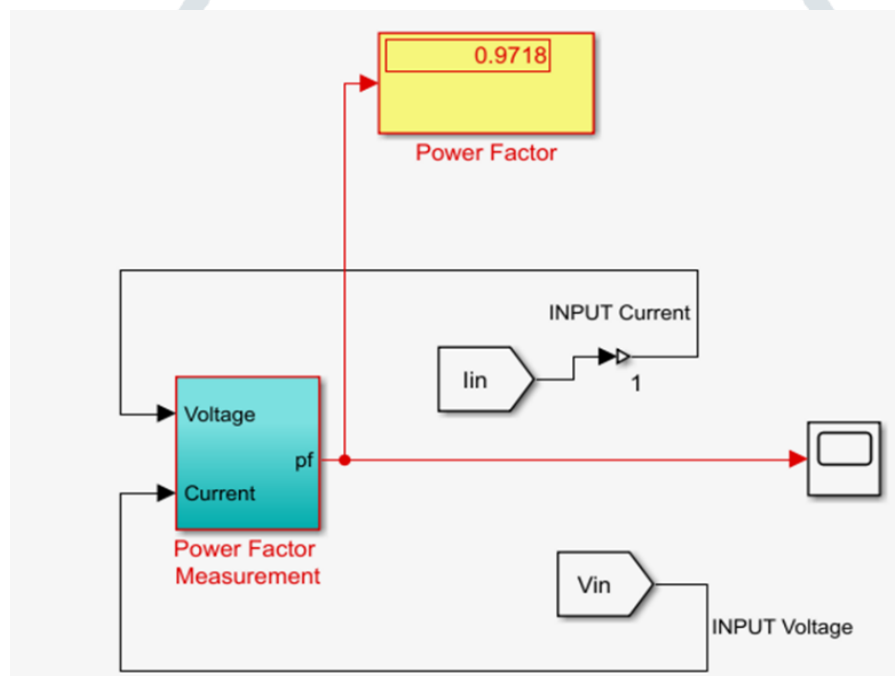 0.9718
Power Factor
INPUT Current
Iin
1
Voltage
pf
Current
Power Factor
Measurement
Vin
INPUT Voltage